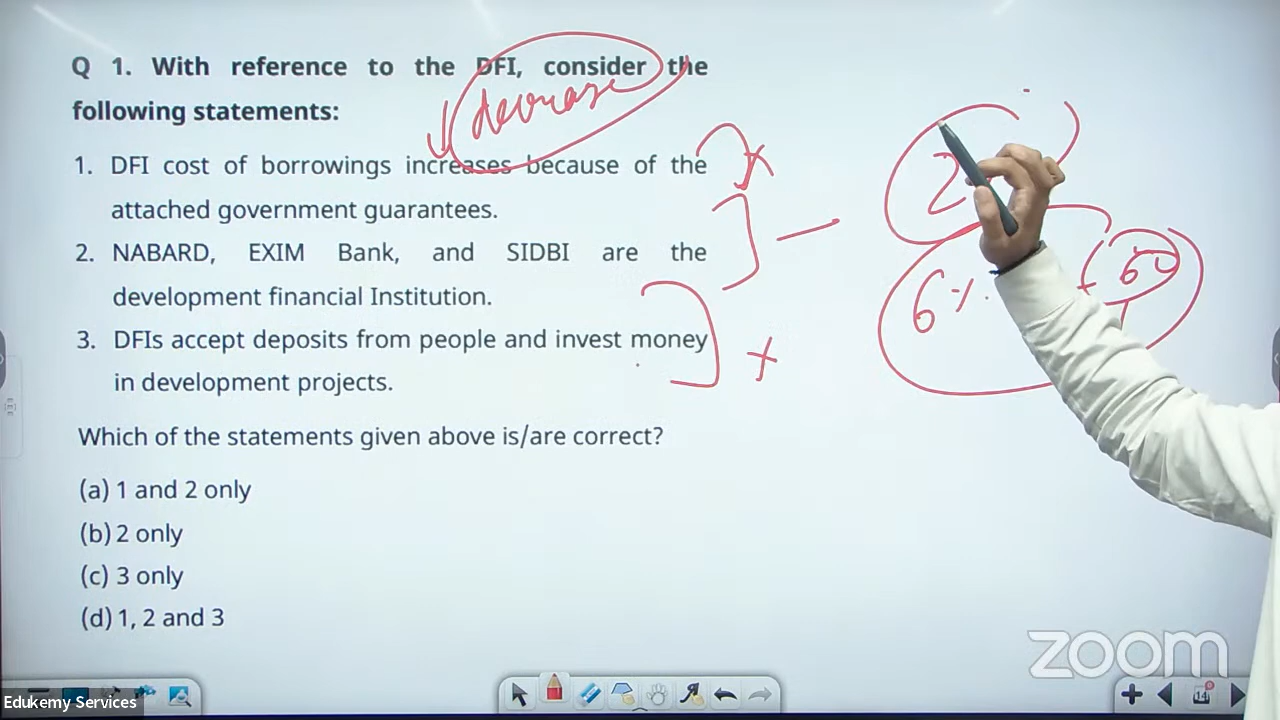 Q 1. With reference to the DFI, consider the
following statements:
decrease
1. DFI cost of borrowings increases because of the
attached government guarantees.
2. NABARD, EXIM Bank, and SIDBI are the
development financial Institution.
3. DFIs accept deposits from people and invest money
in development projects.
Which of the statements given above is/are correct?
(a) 1 and 2 only
(b) 2 only
(c) 3 only
(d) 1, 2 and 3
2
6%.
60
zoom
Edukemy Services
14